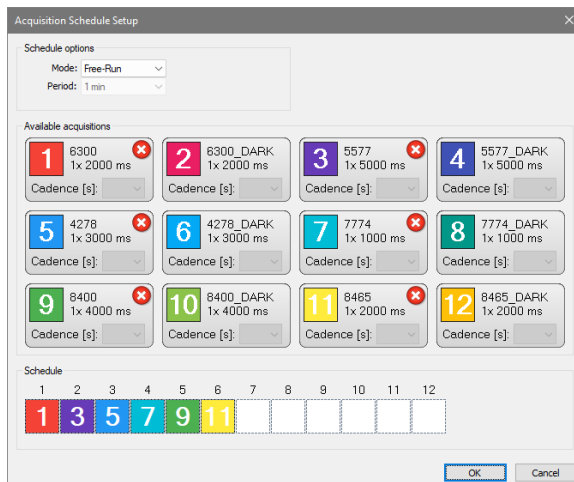 Acquisition Schedule Setup
Schedule options
Mode: Free-Run
Period: 1 min
Available acquisitions
1 6300
1x 2000 ms
Cadence [s]:
2 6300_DARK
1x 2000 ms
Cadence [s]:
3 5577
1x 5000 ms
Cadence [s]:
4 5577_DARK
1x 5000 ms
Cadence [s]:
5 4278
1x 3000 ms
Cadence [s]:
6 4278_DARK
1x 3000 ms
Cadence [s]:
7 7774
1x 1000 ms
Cadence [s]:
8 7774_DARK
1x 1000 ms
Cadence [s]:
9 8400
1x 4000 ms
Cadence [s]:
10 8400_DARK
1x 4000 ms
Cadence [s]:
11 8465
1x 2000 ms
Cadence [s]:
12 8465_DARK
1x 2000 ms
Cadence [s]:
Schedule
1 2 3 4 5 6 7 8 9 10 11 12
1 3 5 7 9 11
OK Cancel